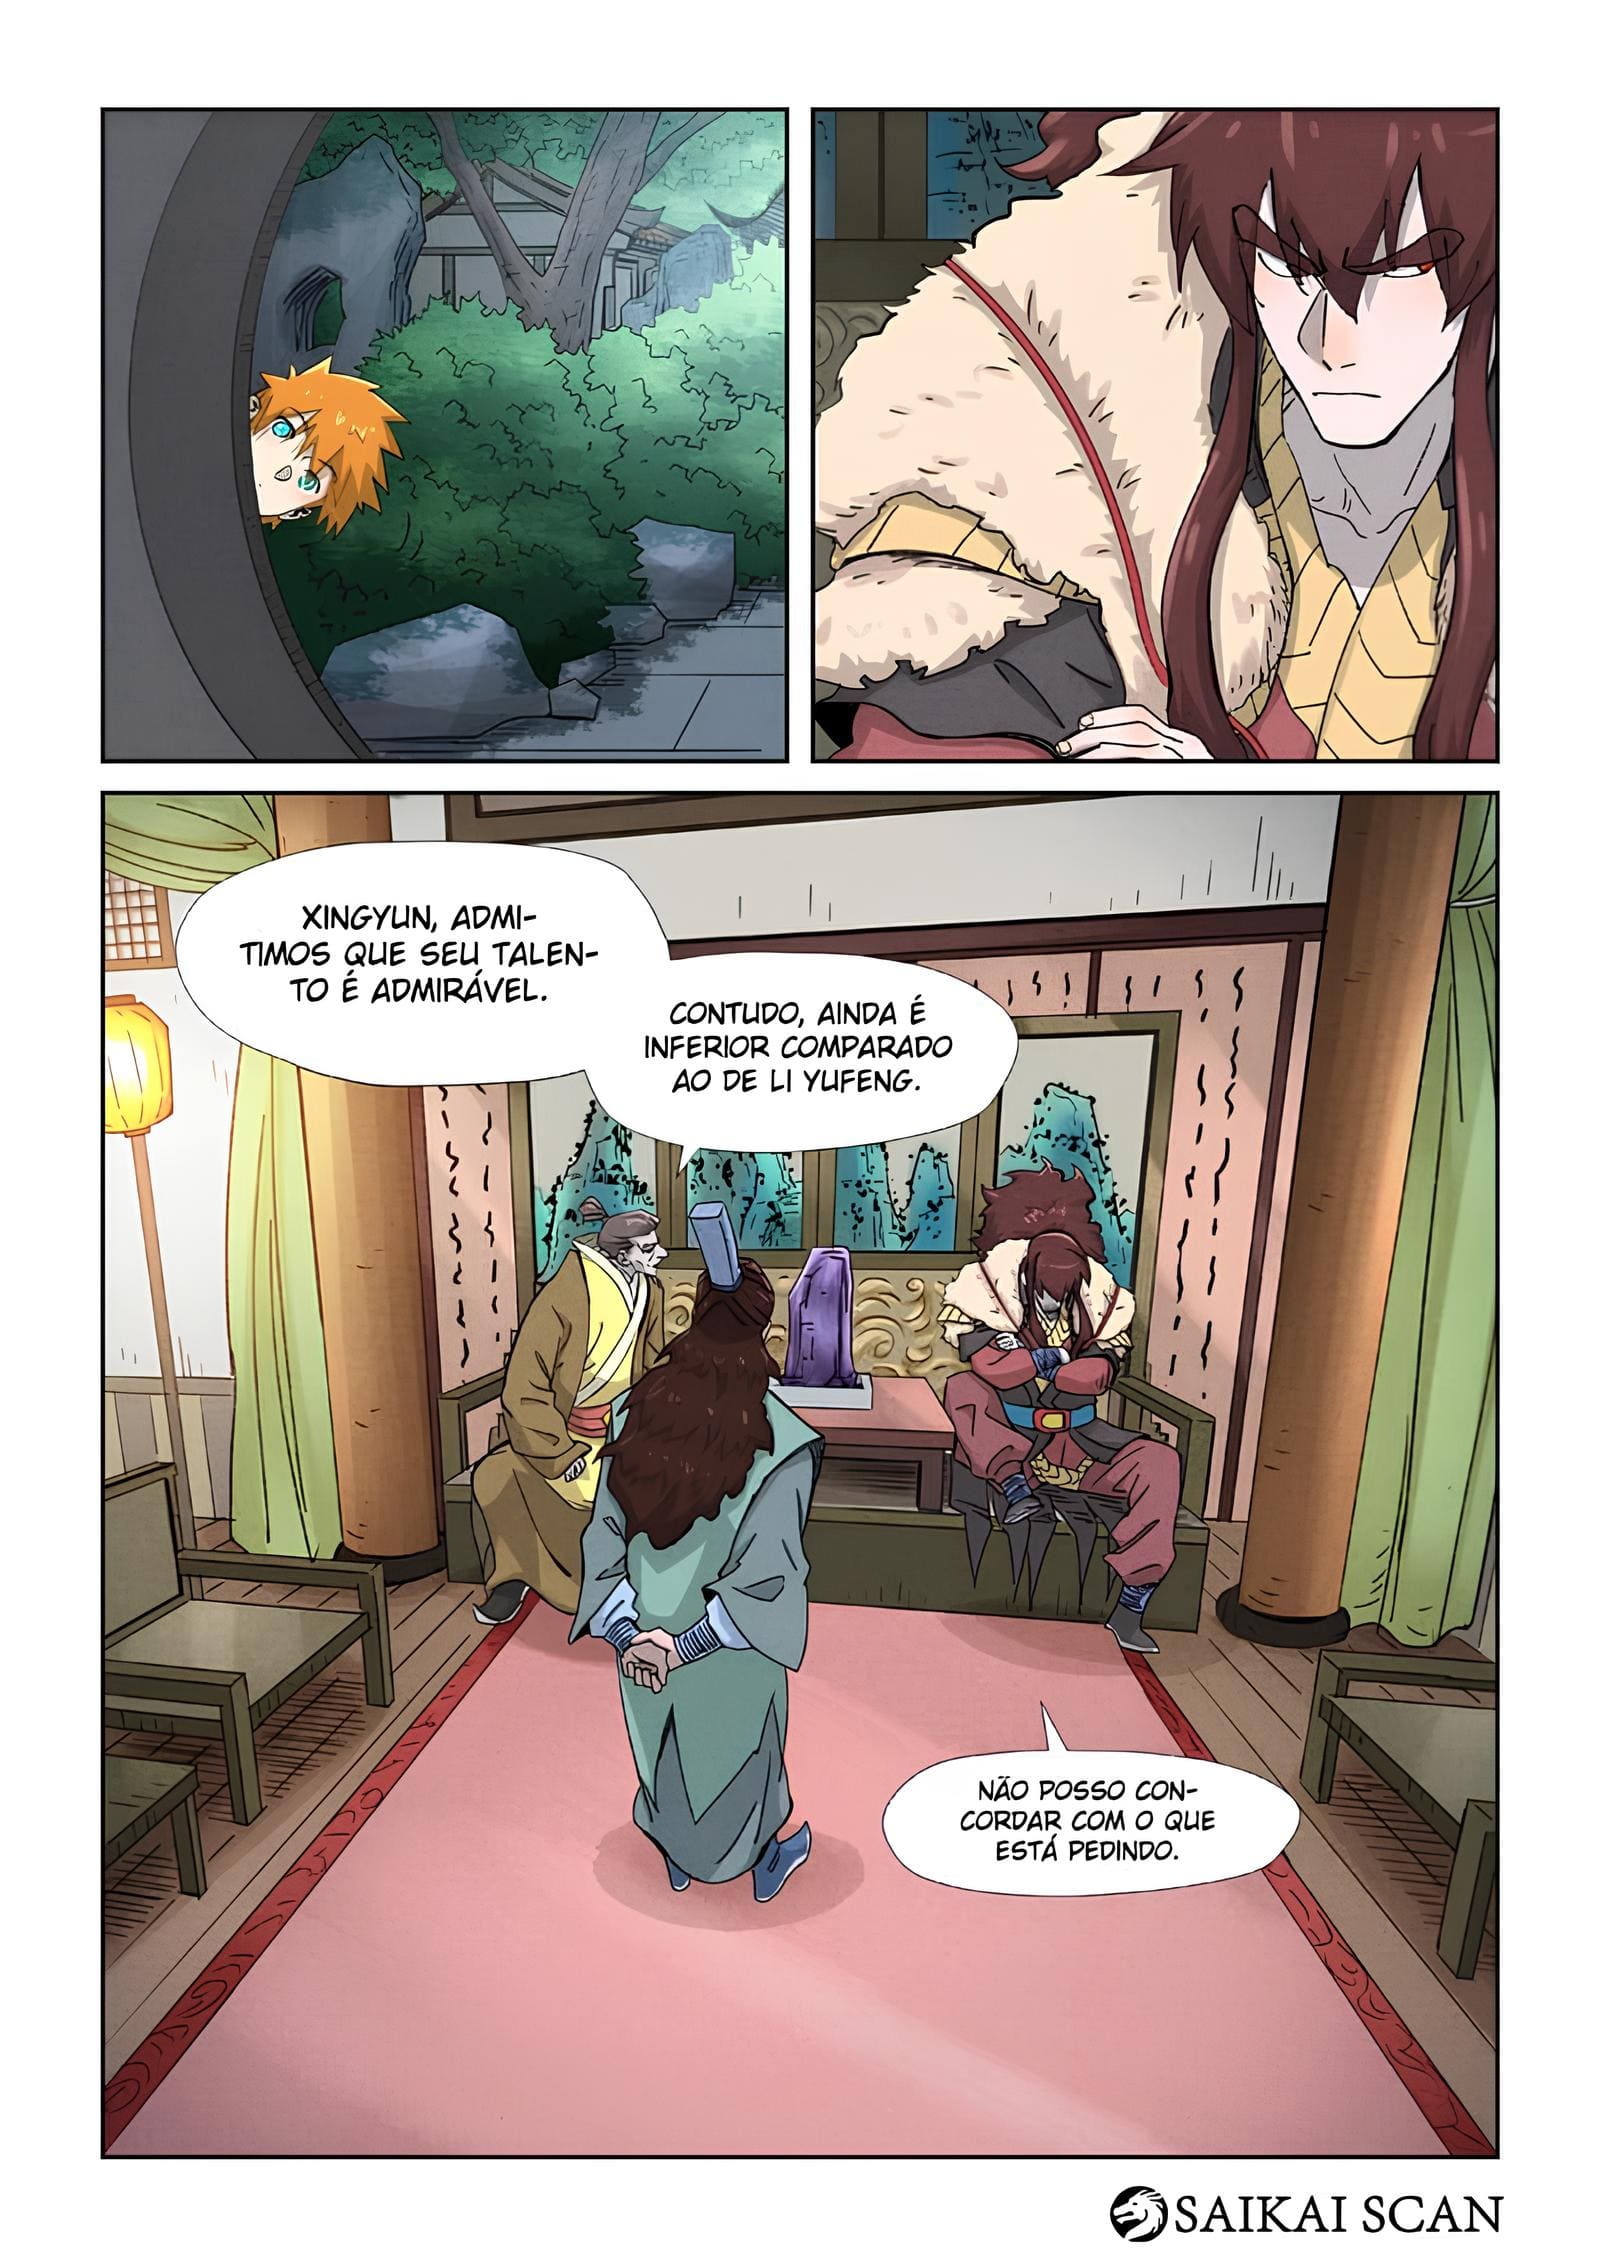 XINGYUN, ADMI-
TIMOS QUE SEU TALEN-
TO É ADMIRÁVEL.
CONTUDO, AINDA É
INFERIOR COMPARADO
AO DE LI YUFENG.
NÃO POSSO CON-
CORDAR COM O QUE
ESTÁ PEDINDO.
SAIKAI SCAN